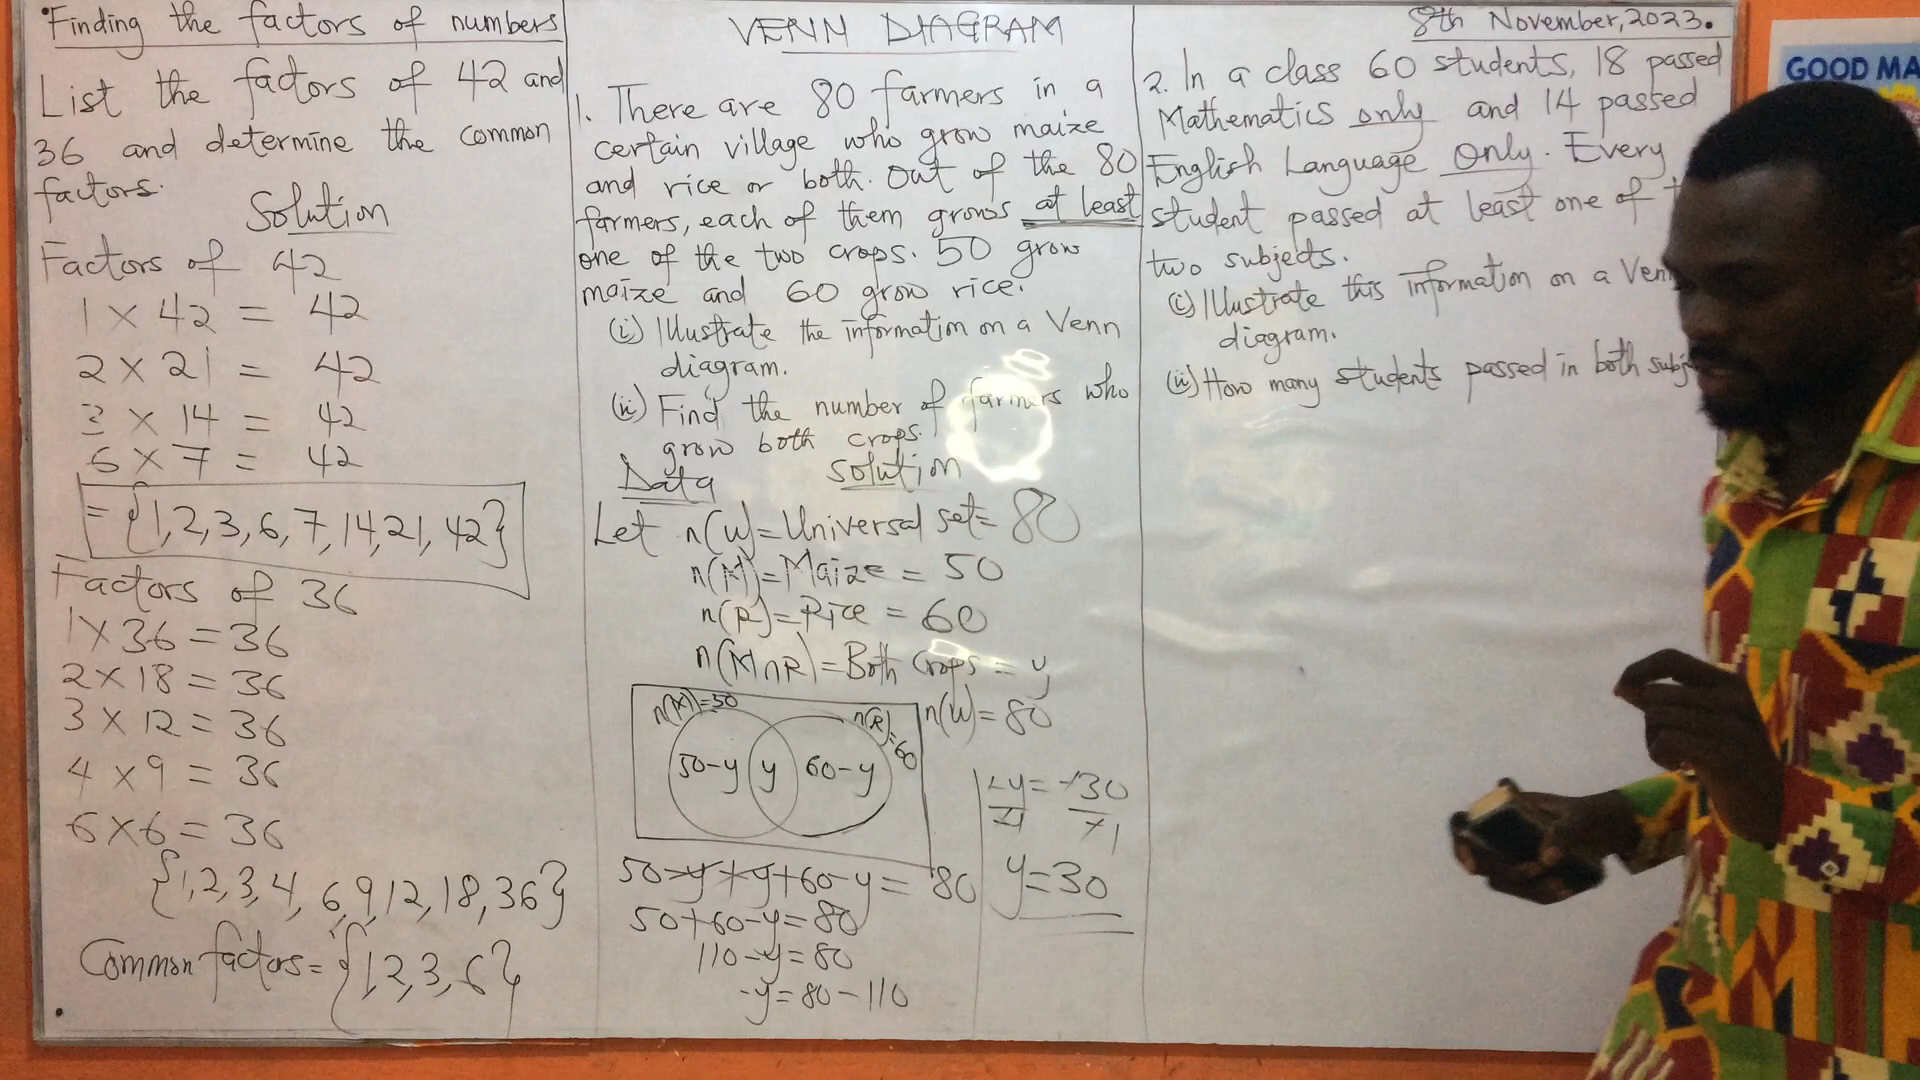 Finding the factors of numbers
List the factors of 42 and
36 and determine the common
factors.
Solution
Factors of 42
1 × 42 = 42
2 × 21 = 42
3 × 14 = 42
6 × 7 = 42
= {1,2,3,6,7,14,21,42}
Factors of 36
1 × 36 = 36
2 × 18 = 36
3 × 12 = 36
4 × 9 = 36
6 × 6 = 36
{1,2,3,4,6,9,12,18,36}
Common factors = {1,2,3,6}
VENN DIAGRAM
1. There are 80 farmers in a
certain village who grow maize
and rice or both. Out of the 80
farmers, each of them grows at least
one of the two crops. 50 grow
maize and 60 grow rice.
(i) Illustrate the information on a Venn
diagram.
(ii) Find the number of farmers who
grow both crops.
Data Solution
Let n(U)=Universal set= 80
n(M)=Maize = 50
n(R)=Rice = 60
n(M∩R)=Both Crops = y
n(M)=50 n(R)=60 n(U)=80
50-y y 60-y
50-y+y+60-y= 80
50+60-y=80
110-y=80
-y=80-110
-y = -30
-1 -1
y=30
8th November, 2023.
2. In a class 60 students, 18 passed
Mathematics only and 14 passed
English Language Only. Every
student passed at least one of
two subjects.
(i) Illustrate this information on a Ven
diagram.
(ii) How many students passed in both subj
GOOD MA